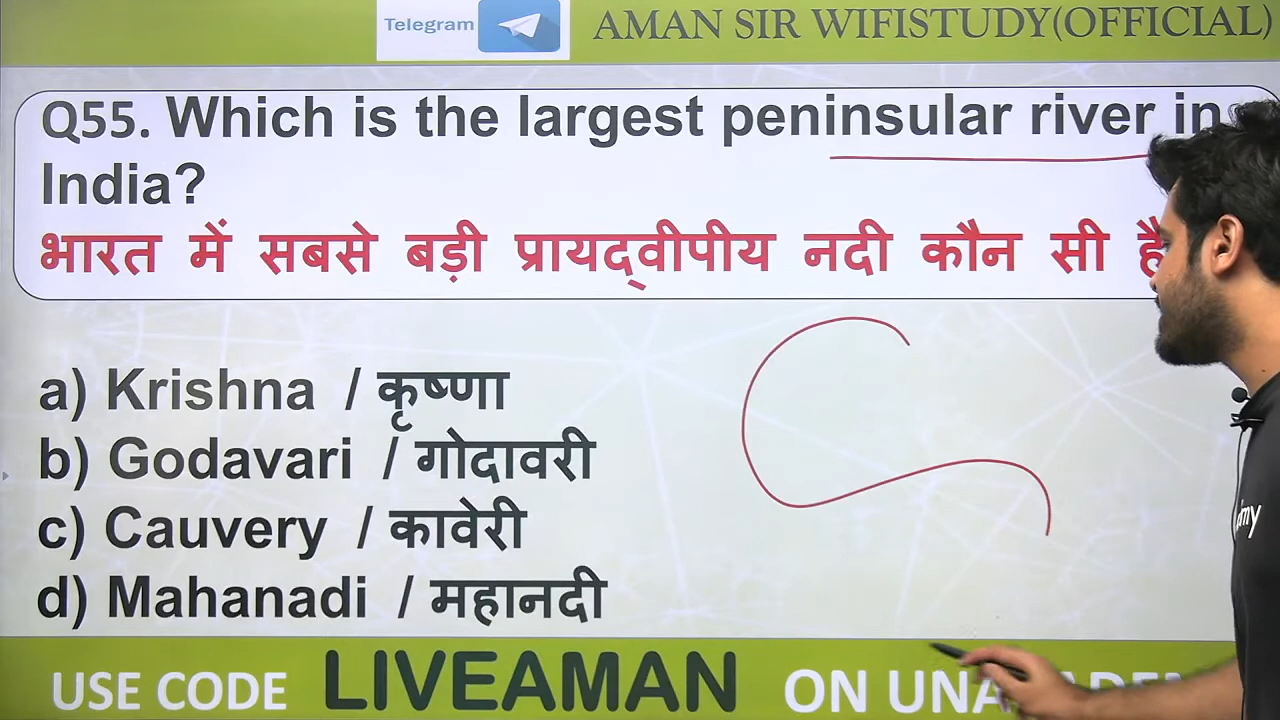 Telegram
AMAN SIR WIFISTUDY(OFFICIAL)
Q55. Which is the largest peninsular river in
India?
भारत में सबसे बड़ी प्रायद्वीपीय नदी कौन सी है
a) Krishna / कृष्णा
b) Godavari / गोदावरी
c) Cauvery / कावेरी
d) Mahanadi / महानदी
USE CODE LIVEAMAN ON